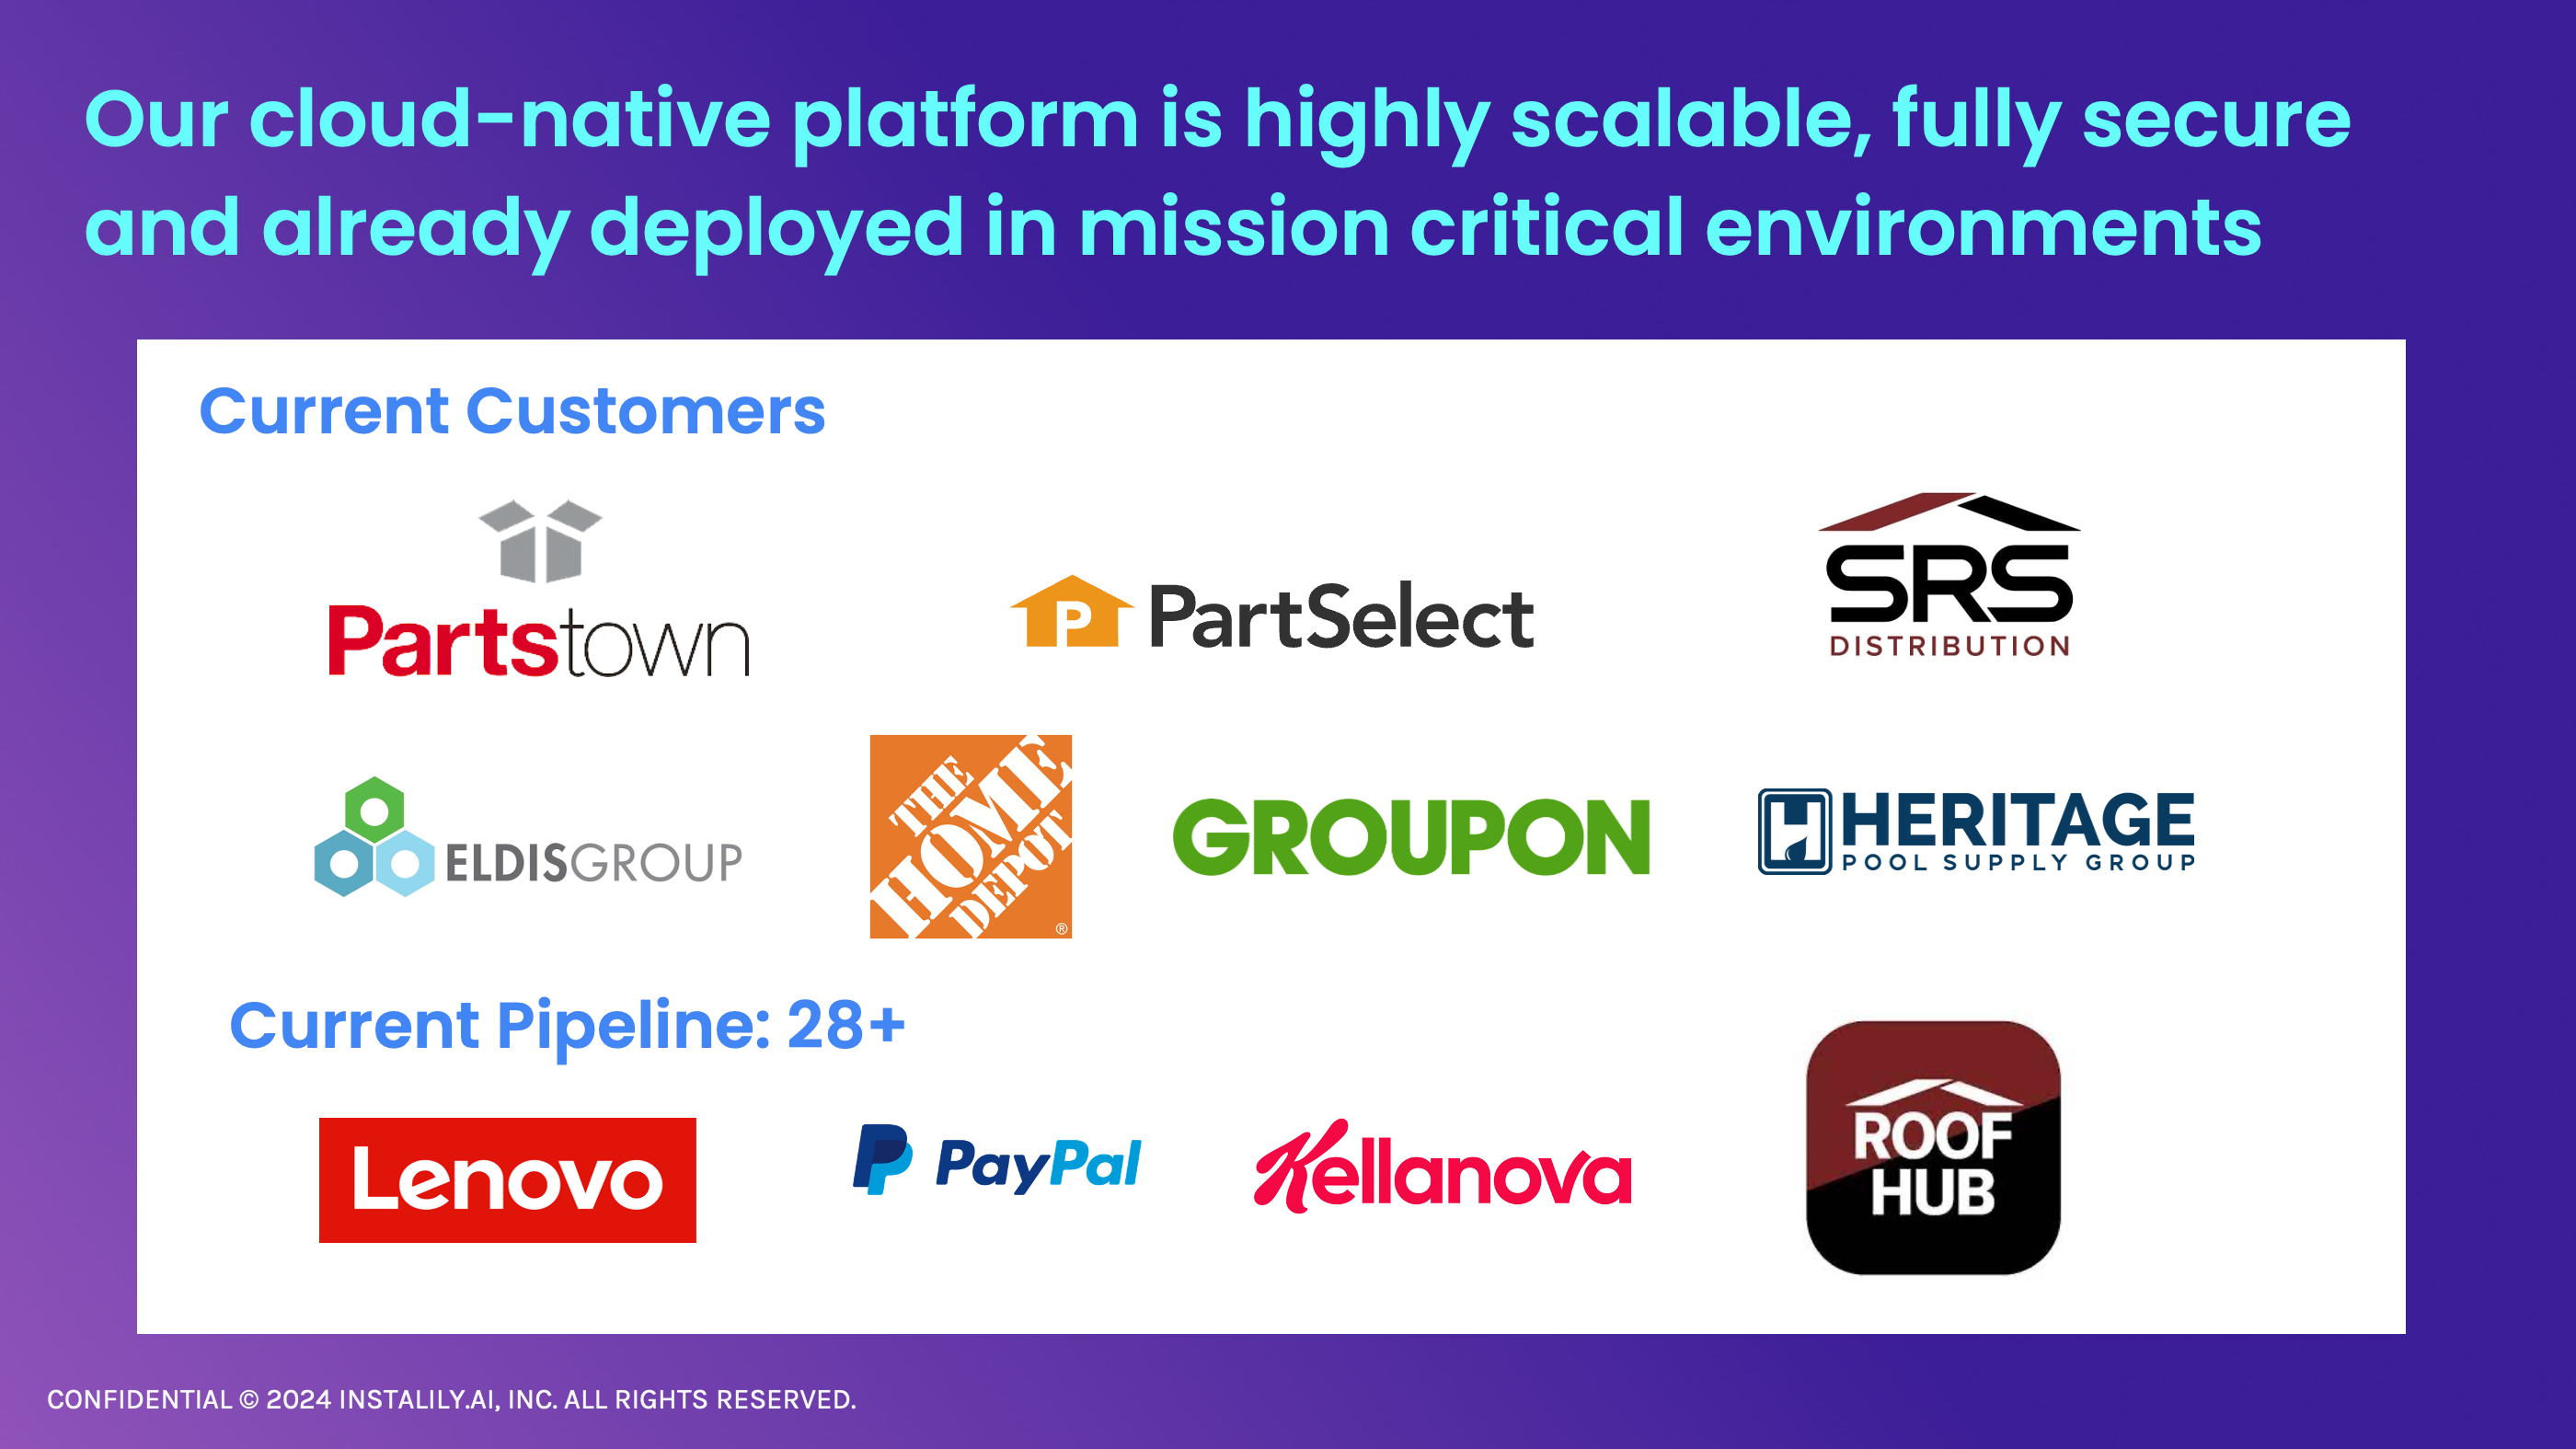 Our cloud-native platform is highly scalable, fully secure
and already deployed in mission critical environments
Current Customers
Partstown
P PartSelect
SRS
DISTRIBUTION
ELDISGROUP
THE
HOME
DEPOT
®
GROUPON
H HERITAGE
POOL SUPPLY GROUP
Current Pipeline: 28+
Lenovo
P PayPal
Kellanova
ROOF
HUB
CONFIDENTIAL © 2024 INSTALILY.AI, INC. ALL RIGHTS RESERVED.